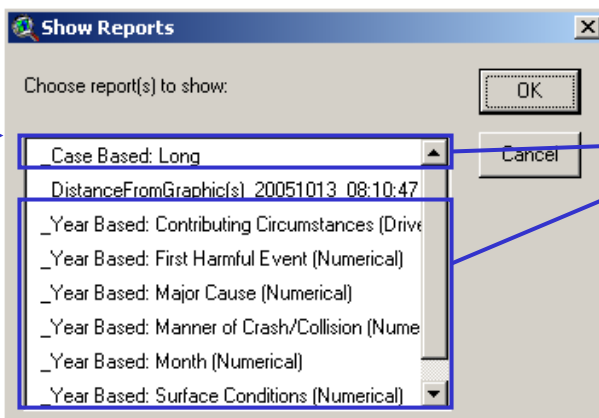 Show Reports
Choose report(s) to show:
OK
Cancel
_Case Based: Long
_DistanceFromGraphic(s)_20051013_08:10:47
_Year Based: Contributing Circumstances (Drive
_Year Based: First Harmful Event (Numerical)
_Year Based: Major Cause (Numerical)
_Year Based: Manner of Crash/Collision (Nume
_Year Based: Month (Numerical)
_Year Based: Surface Conditions (Numerical)